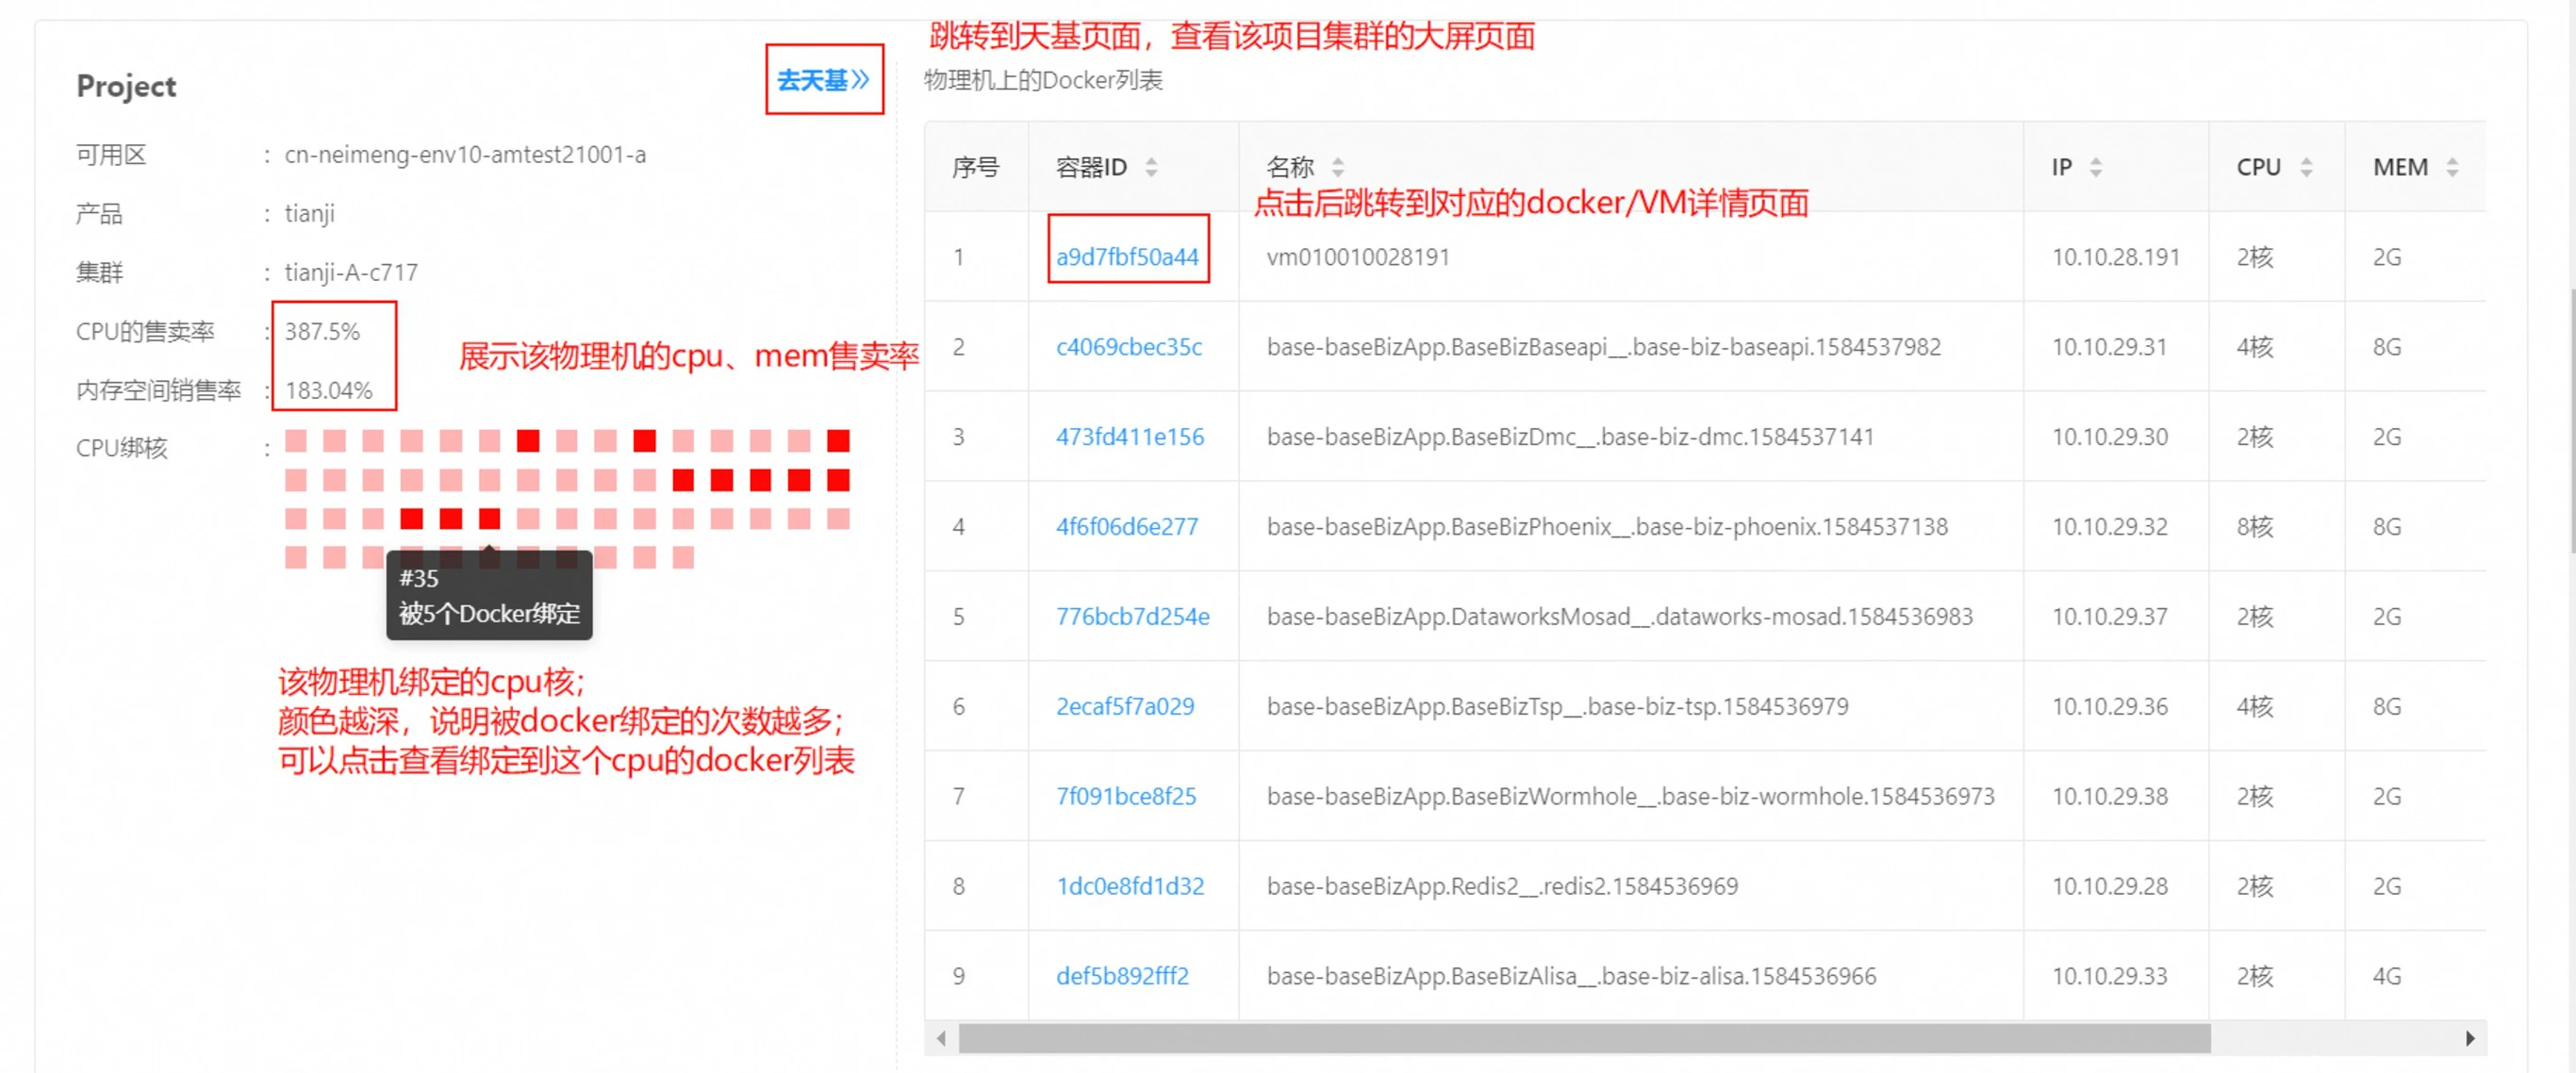 跳转到天基页面，查看该项目集群的大屏页面
Project
去天基
可用区 : cn-neimeng-env10-amtest21001-a
产品 : tianji
集群 : tianji-A-c717
CPU的售卖率 : 387.5%
内存空间销售率 : 183.04%
展示该物理机的cpu、mem售卖率
CPU绑核 :
#35
被5个Docker绑定
该物理机绑定的cpu核；
颜色越深，说明被docker绑定的次数越多；
可以点击查看绑定到这个cpu的docker列表
物理机上的Docker列表
序号 容器ID 名称 IP CPU MEM
点击后跳转到对应的docker/VM详情页面
1 a9d7fbf50a44 vm010010028191 10.10.28.191 2核 2G
2 c4069cbec35c base-baseBizApp.BaseBizBaseapi__.base-biz-baseapi.1584537982 10.10.29.31 4核 8G
3 473fd411e156 base-baseBizApp.BaseBizDmc__.base-biz-dmc.1584537141 10.10.29.30 2核 2G
4 4f6f06d6e277 base-baseBizApp.BaseBizPhoenix__.base-biz-phoenix.1584537138 10.10.29.32 8核 8G
5 776bcb7d254e base-baseBizApp.DataworksMosad__.dataworks-mosad.1584536983 10.10.29.37 2核 2G
6 2ecaf5f7a029 base-baseBizApp.BaseBizTsp__.base-biz-tsp.1584536979 10.10.29.36 4核 8G
7 7f091bce8f25 base-baseBizApp.BaseBizWormhole__.base-biz-wormhole.1584536973 10.10.29.38 2核 2G
8 1dc0e8fd1d32 base-baseBizApp.Redis2__.redis2.1584536969 10.10.29.28 2核 2G
9 def5b892fff2 base-baseBizApp.BaseBizAlisa__.base-biz-alisa.1584536966 10.10.29.33 2核 4G